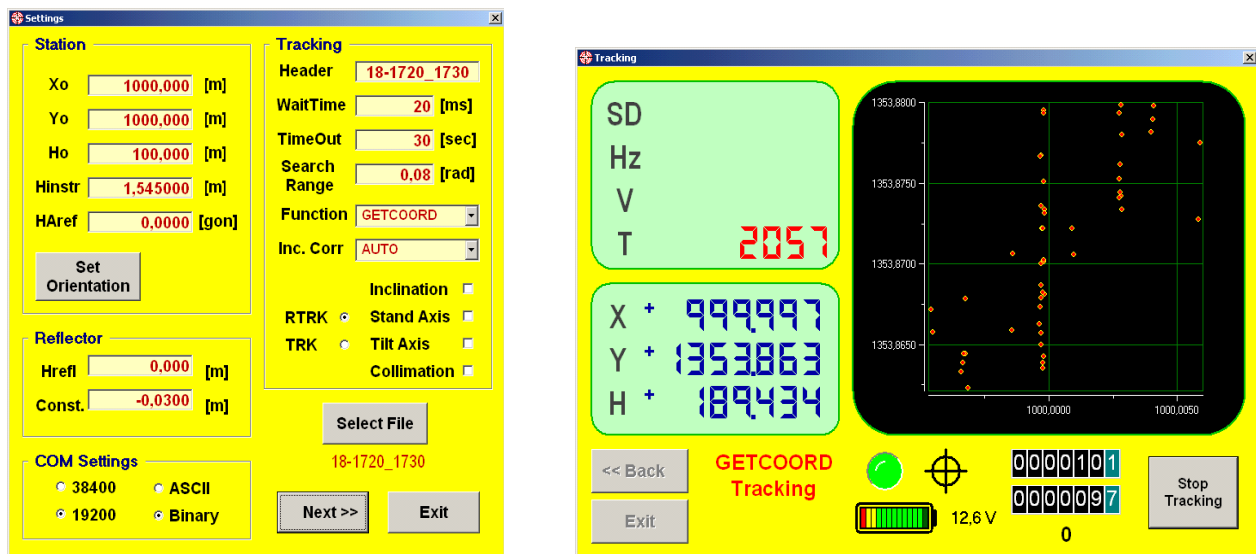 Settings
Station
Xo 1000,000 [m]
Yo 1000,000 [m]
Ho 100,000 [m]
Hinstr 1,545000 [m]
HAref 0,0000 [gon]
Set
Orientation
Reflector
Hrefl 0,000 [m]
Const. -0,0300 [m]
COM Settings
38400 ASCII
19200 Binary
Tracking
Header 18-1720_1730
WaitTime 20 [ms]
TimeOut 30 [sec]
Search
Range 0,08 [rad]
Function GETCOORD
Inc. Corr AUTO
Inclination
RTRK Stand Axis
TRK Tilt Axis
Collimation
Select File
18-1720_1730
Next >> Exit
Tracking
SD
Hz
V
T 2057
X + 999,997
Y + 1353,863
H + 189,434
1353,8800
1353,8750
1353,8700
1353,8650
1000,0000 1000,0050
<< Back
Exit
GETCOORD
Tracking
12,6 V
0000101
0000097
0
Stop
Tracking